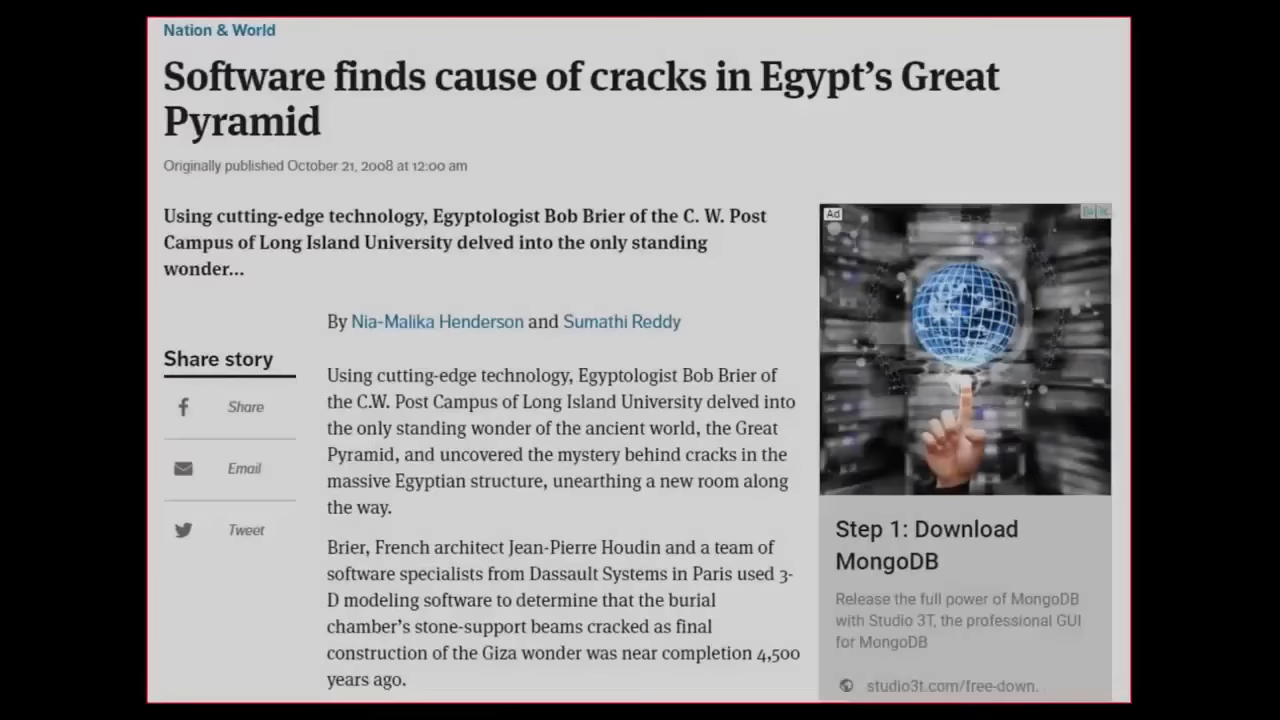 Nation & World
Software finds cause of cracks in Egypt's Great
Pyramid
Originally published October 21, 2008 at 12:00 am
Using cutting-edge technology, Egyptologist Bob Brier of the C. W. Post
Campus of Long Island University delved into the only standing
wonder...
By Nia-Malika Henderson and Sumathi Reddy
Share story
Share
Email
Tweet
Using cutting-edge technology, Egyptologist Bob Brier of
the C.W. Post Campus of Long Island University delved into
the only standing wonder of the ancient world, the Great
Pyramid, and uncovered the mystery behind cracks in the
massive Egyptian structure, unearthing a new room along
the way.
Brier, French architect Jean-Pierre Houdin and a team of
software specialists from Dassault Systems in Paris used 3-
D modeling software to determine that the burial
chamber's stone-support beams cracked as final
construction of the Giza wonder was near completion 4,500
years ago.
Ad
Step 1: Download
MongoDB
Release the full power of MongoDB
with Studio 3T, the professional GUI
for MongoDB
studio3t.com/free-down.